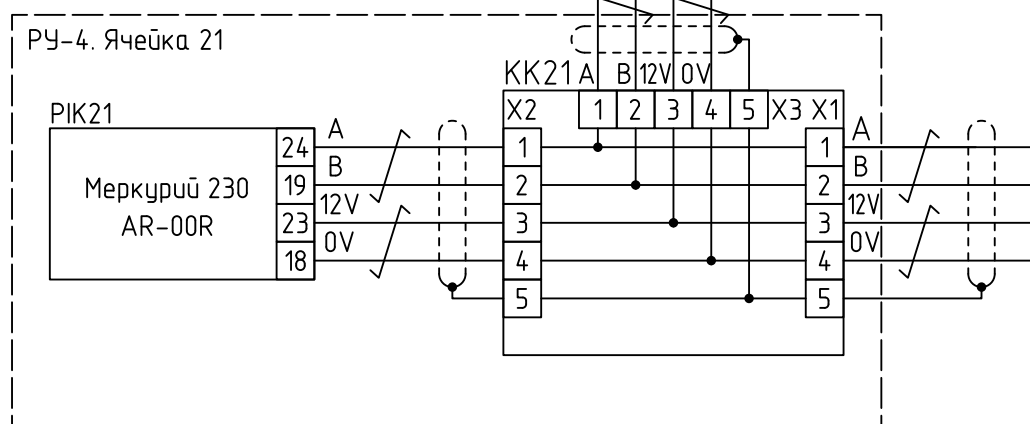 РУ-4. Ячейка 21
КК21 A B 12V 0V
PIK21
X2 1 2 3 4 5 X3 X1
24 A 1 1 A
19 B 2 2 B
23 12V 3 3 12V
18 0V 4 4 0V
5 5
Меркурий 230
AR-00R